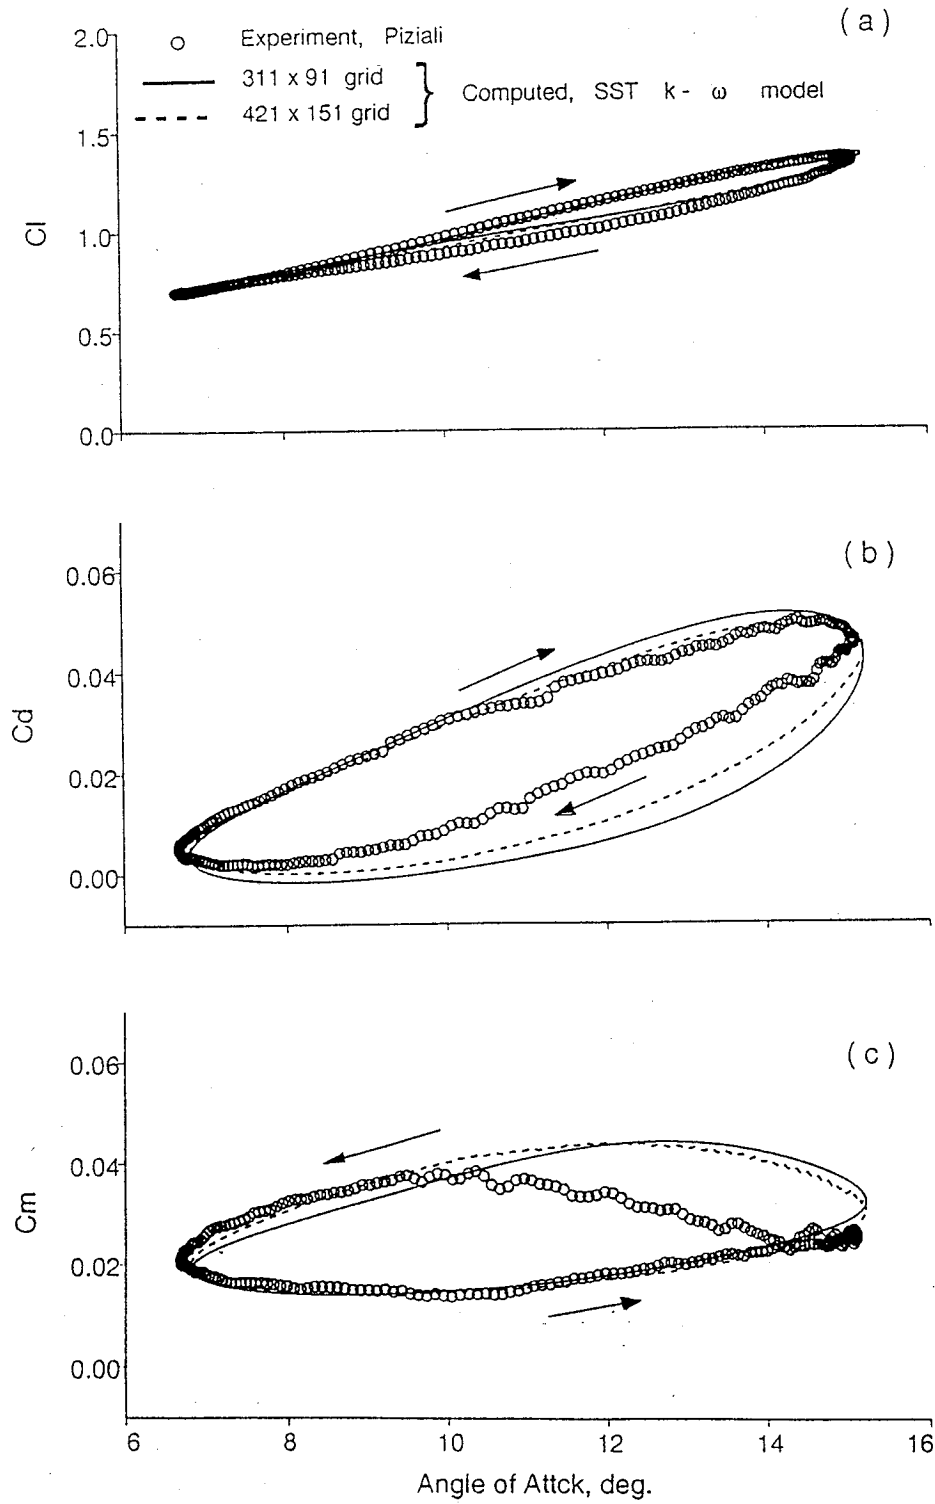 ( a )
2.0
Experiment, Piziali
311 x 91 grid
421 x 151 grid
Computed, SST k - ω model
1.5
Cl
1.0
0.5
0.0
( b )
0.06
0.04
Cd
0.02
0.00
( c )
0.06
0.04
Cm
0.02
0.00
6 8 10 12 14 16
Angle of Attck, deg.